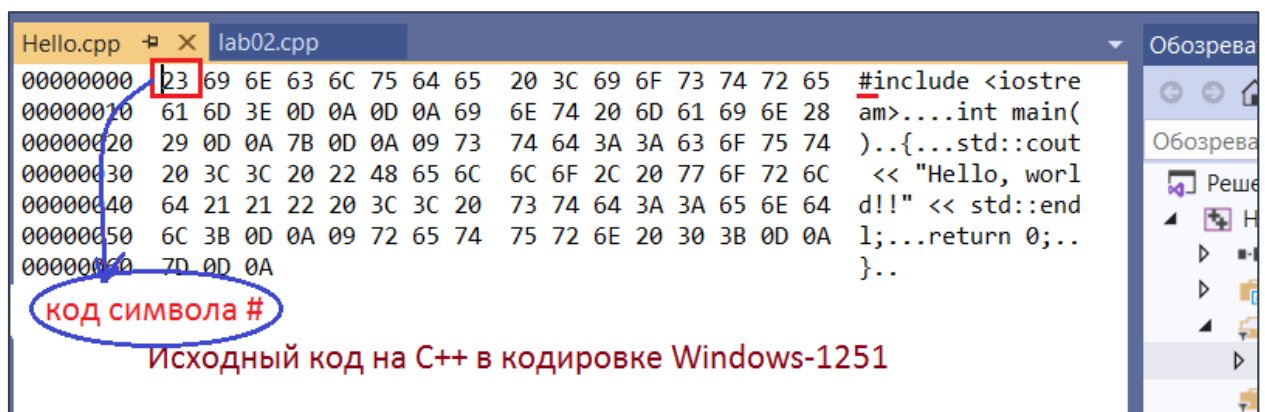 Hello.cpp lab02.cpp
Обозрева
00000000 23 69 6E 63 6C 75 64 65 20 3C 69 6F 73 74 72 65 #include <iostre
00000010 61 6D 3E 0D 0A 0D 0A 69 6E 74 20 6D 61 69 6E 28 am>....int main(
00000020 29 0D 0A 7B 0D 0A 09 73 74 64 3A 3A 63 6F 75 74 )..{...std::cout
00000030 20 3C 3C 20 22 48 65 6C 6C 6F 2C 20 77 6F 72 6C << "Hello, worl
00000040 64 21 21 22 20 3C 3C 20 73 74 64 3A 3A 65 6E 64 d!!" << std::end
00000050 6C 3B 0D 0A 09 72 65 74 75 72 6E 20 30 3B 0D 0A l;...return 0;..
00000060 7D 0D 0A }..
Обозрева
Реше
Н
код символа #
Исходный код на C++ в кодировке Windows-1251